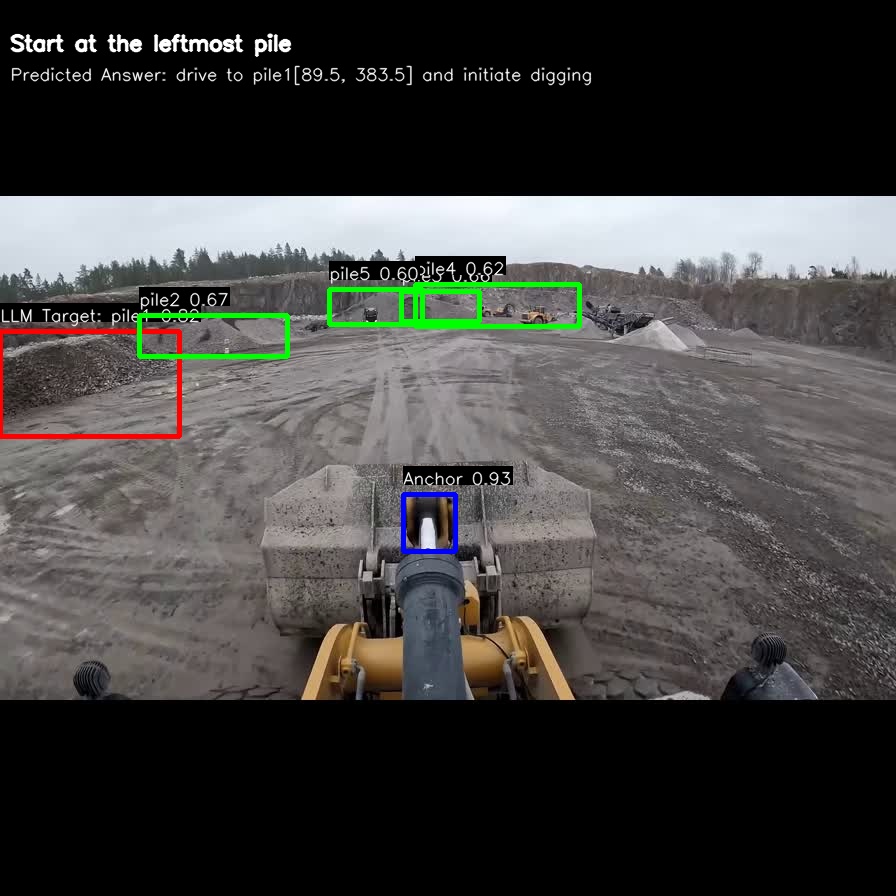 Start at the leftmost pile
Predicted Answer: drive to pile1[89.5, 383.5] and initiate digging
pile5 0.60
pile4 0.62
pile2 0.67
LLM Target: pile1 0.82
Anchor 0.93